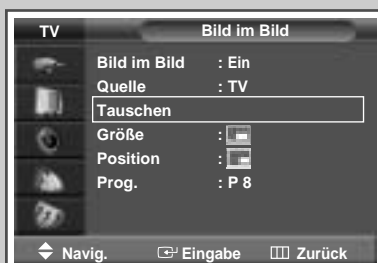 TV Bild im Bild
Bild im Bild : Ein
Quelle : TV
Tauschen
Größe :
Position :
Prog. : P 8
Navig. Eingabe Zurück